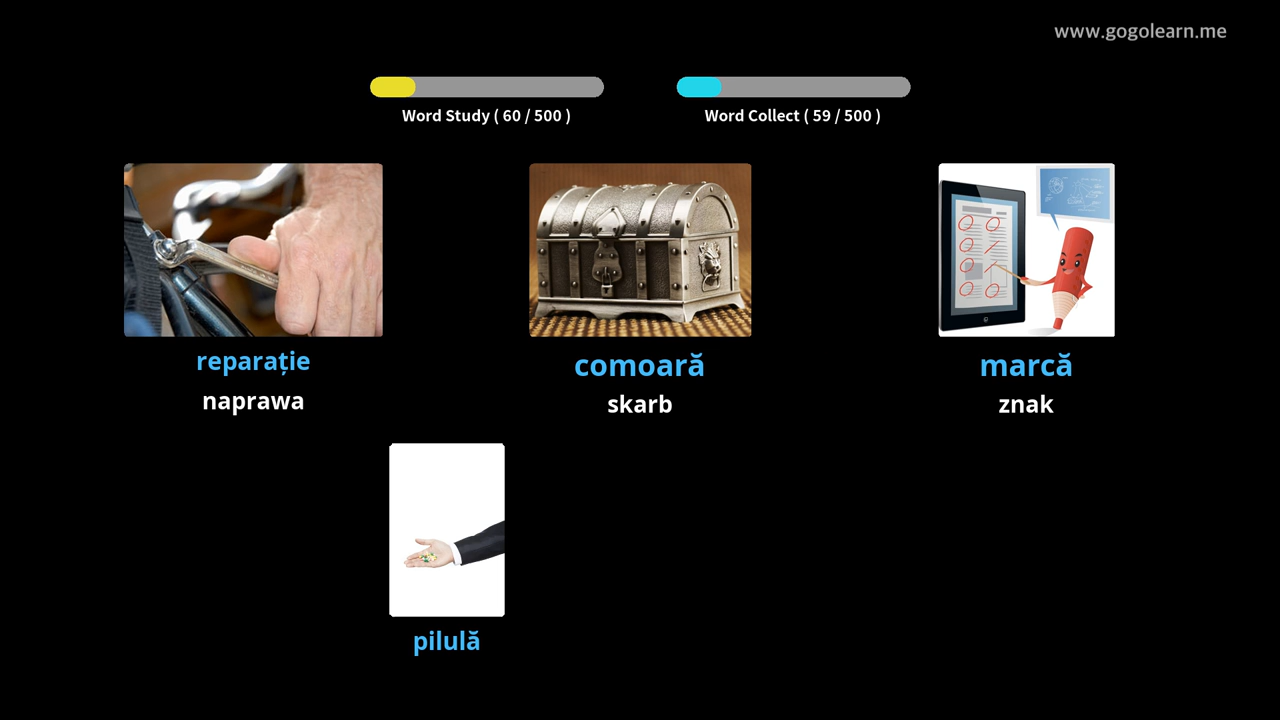 www.gogolearn.me
Word Study ( 60 / 500 )
Word Collect ( 59 / 500 )
reparație
naprawa
comoară
skarb
marcă
znak
pilulă